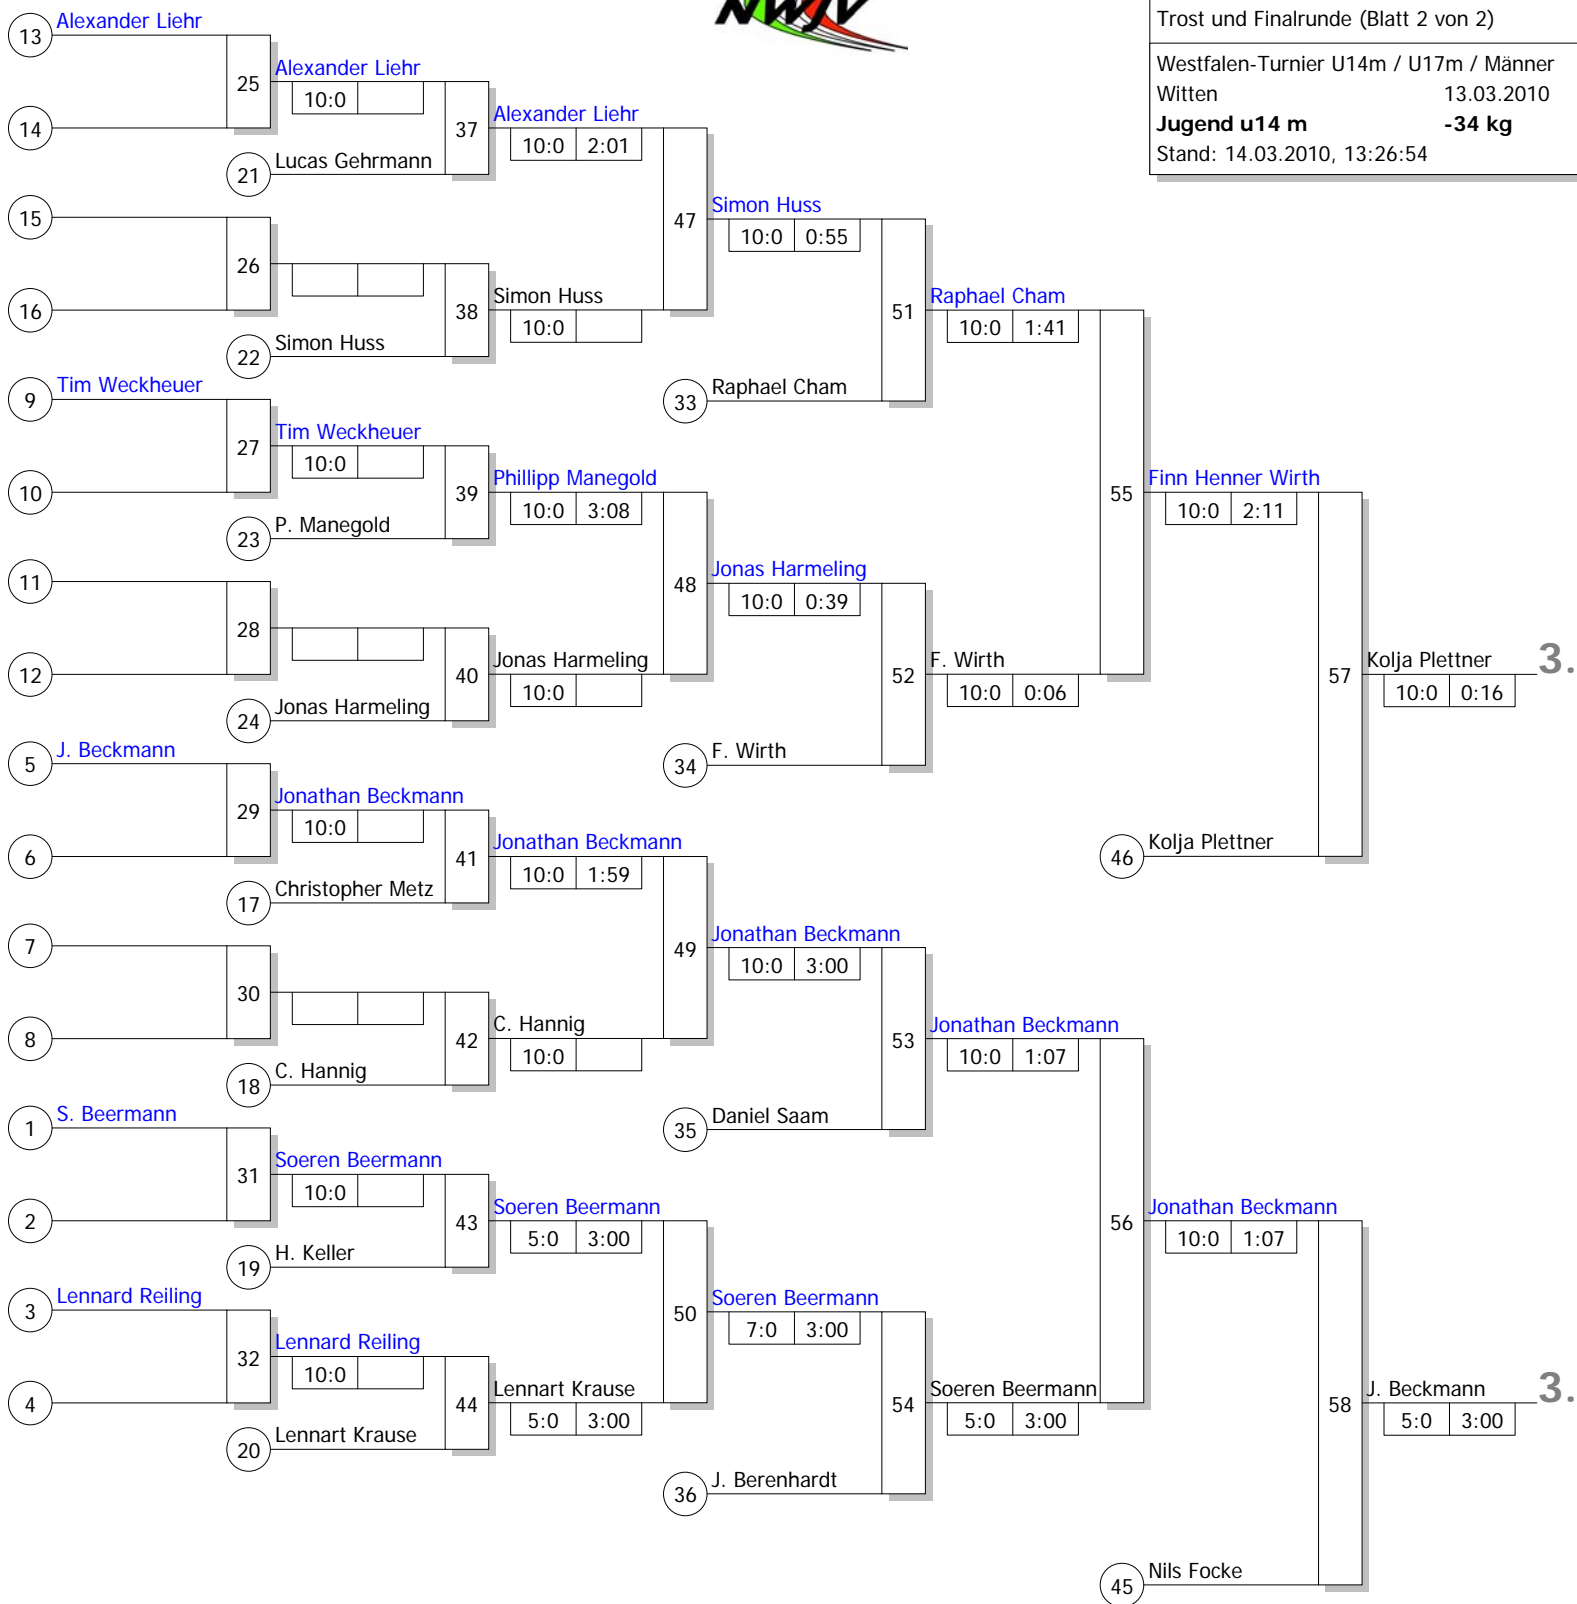 NWJV
Trost und Finalrunde (Blatt 2 von 2)
Westfalen-Turnier U14m / U17m / Männer
Witten 13.03.2010
Jugend u14 m -34 kg
Stand: 14.03.2010, 13:26:54
13 Alexander Liehr
14
25 Alexander Liehr
10:0
21 Lucas Gehrmann
37 Alexander Liehr
10:0 2:01
15
16
26
22 Simon Huss
38 Simon Huss
10:0
47 Simon Huss
10:0 0:55
33 Raphael Cham
51 Raphael Cham
10:0 1:41
9 Tim Weckheuer
10
27 Tim Weckheuer
10:0
23 P. Manegold
39 Phillipp Manegold
10:0 3:08
11
12
28
24 Jonas Harmeling
40 Jonas Harmeling
10:0
48 Jonas Harmeling
10:0 0:39
34 F. Wirth
52 F. Wirth
10:0 0:06
55 Finn Henner Wirth
10:0 2:11
46 Kolja Plettner
57 Kolja Plettner 3.
10:0 0:16
5 J. Beckmann
6
29 Jonathan Beckmann
10:0
17 Christopher Metz
41 Jonathan Beckmann
10:0 1:59
7
8
30
18 C. Hannig
42 C. Hannig
10:0
49 Jonathan Beckmann
10:0 3:00
35 Daniel Saam
53 Jonathan Beckmann
10:0 1:07
1 S. Beermann
2
31 Soeren Beermann
10:0
19 H. Keller
43 Soeren Beermann
5:0 3:00
3 Lennard Reiling
4
32 Lennard Reiling
10:0
20 Lennart Krause
44 Lennart Krause
5:0 3:00
50 Soeren Beermann
7:0 3:00
36 J. Berenhardt
54 Soeren Beermann
5:0 3:00
56 Jonathan Beckmann
10:0 1:07
45 Nils Focke
58 J. Beckmann 3.
5:0 3:00